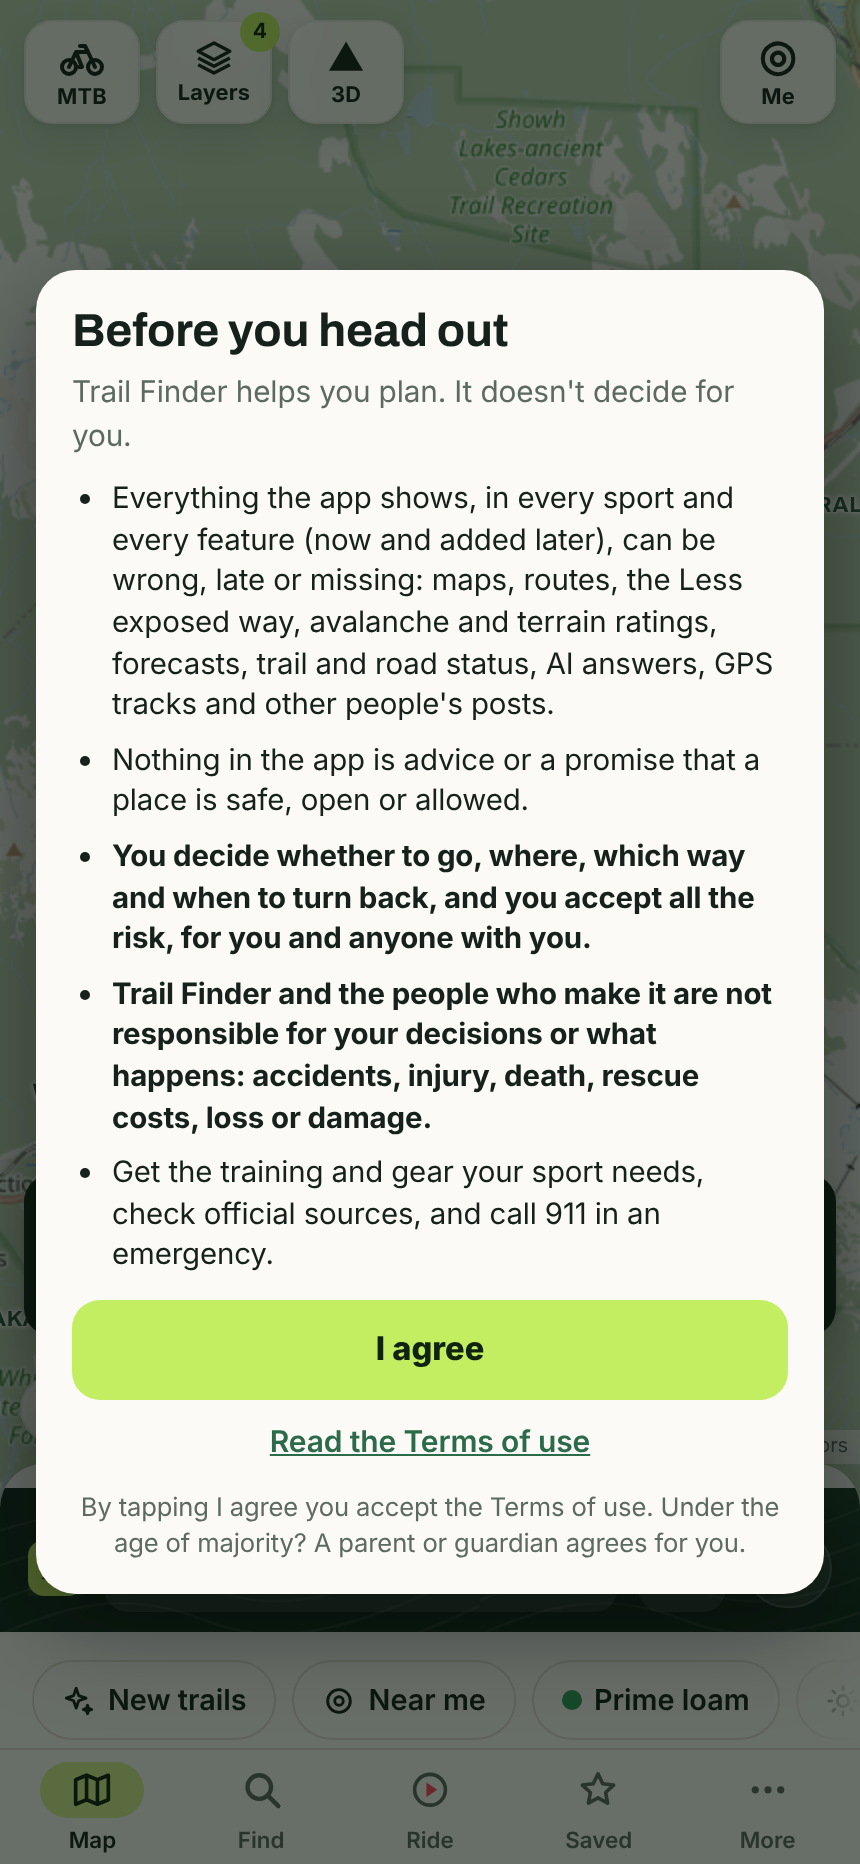 MTB
Layers
4
3D
Me
Showh
Lakes-ancient
Cedars
Trail Recreation
Site
Before you head out
Trail Finder helps you plan. It doesn't decide for
you.
• Everything the app shows, in every sport and
every feature (now and added later), can be
wrong, late or missing: maps, routes, the Less
exposed way, avalanche and terrain ratings,
forecasts, trail and road status, AI answers, GPS
tracks and other people's posts.
• Nothing in the app is advice or a promise that a
place is safe, open or allowed.
• You decide whether to go, where, which way
and when to turn back, and you accept all the
risk, for you and anyone with you.
• Trail Finder and the people who make it are not
responsible for your decisions or what
happens: accidents, injury, death, rescue
costs, loss or damage.
• Get the training and gear your sport needs,
check official sources, and call 911 in an
emergency.
I agree
Read the Terms of use
By tapping I agree you accept the Terms of use. Under the
age of majority? A parent or guardian agrees for you.
New trails
Near me
Prime loam
Map
Find
Ride
Saved
More